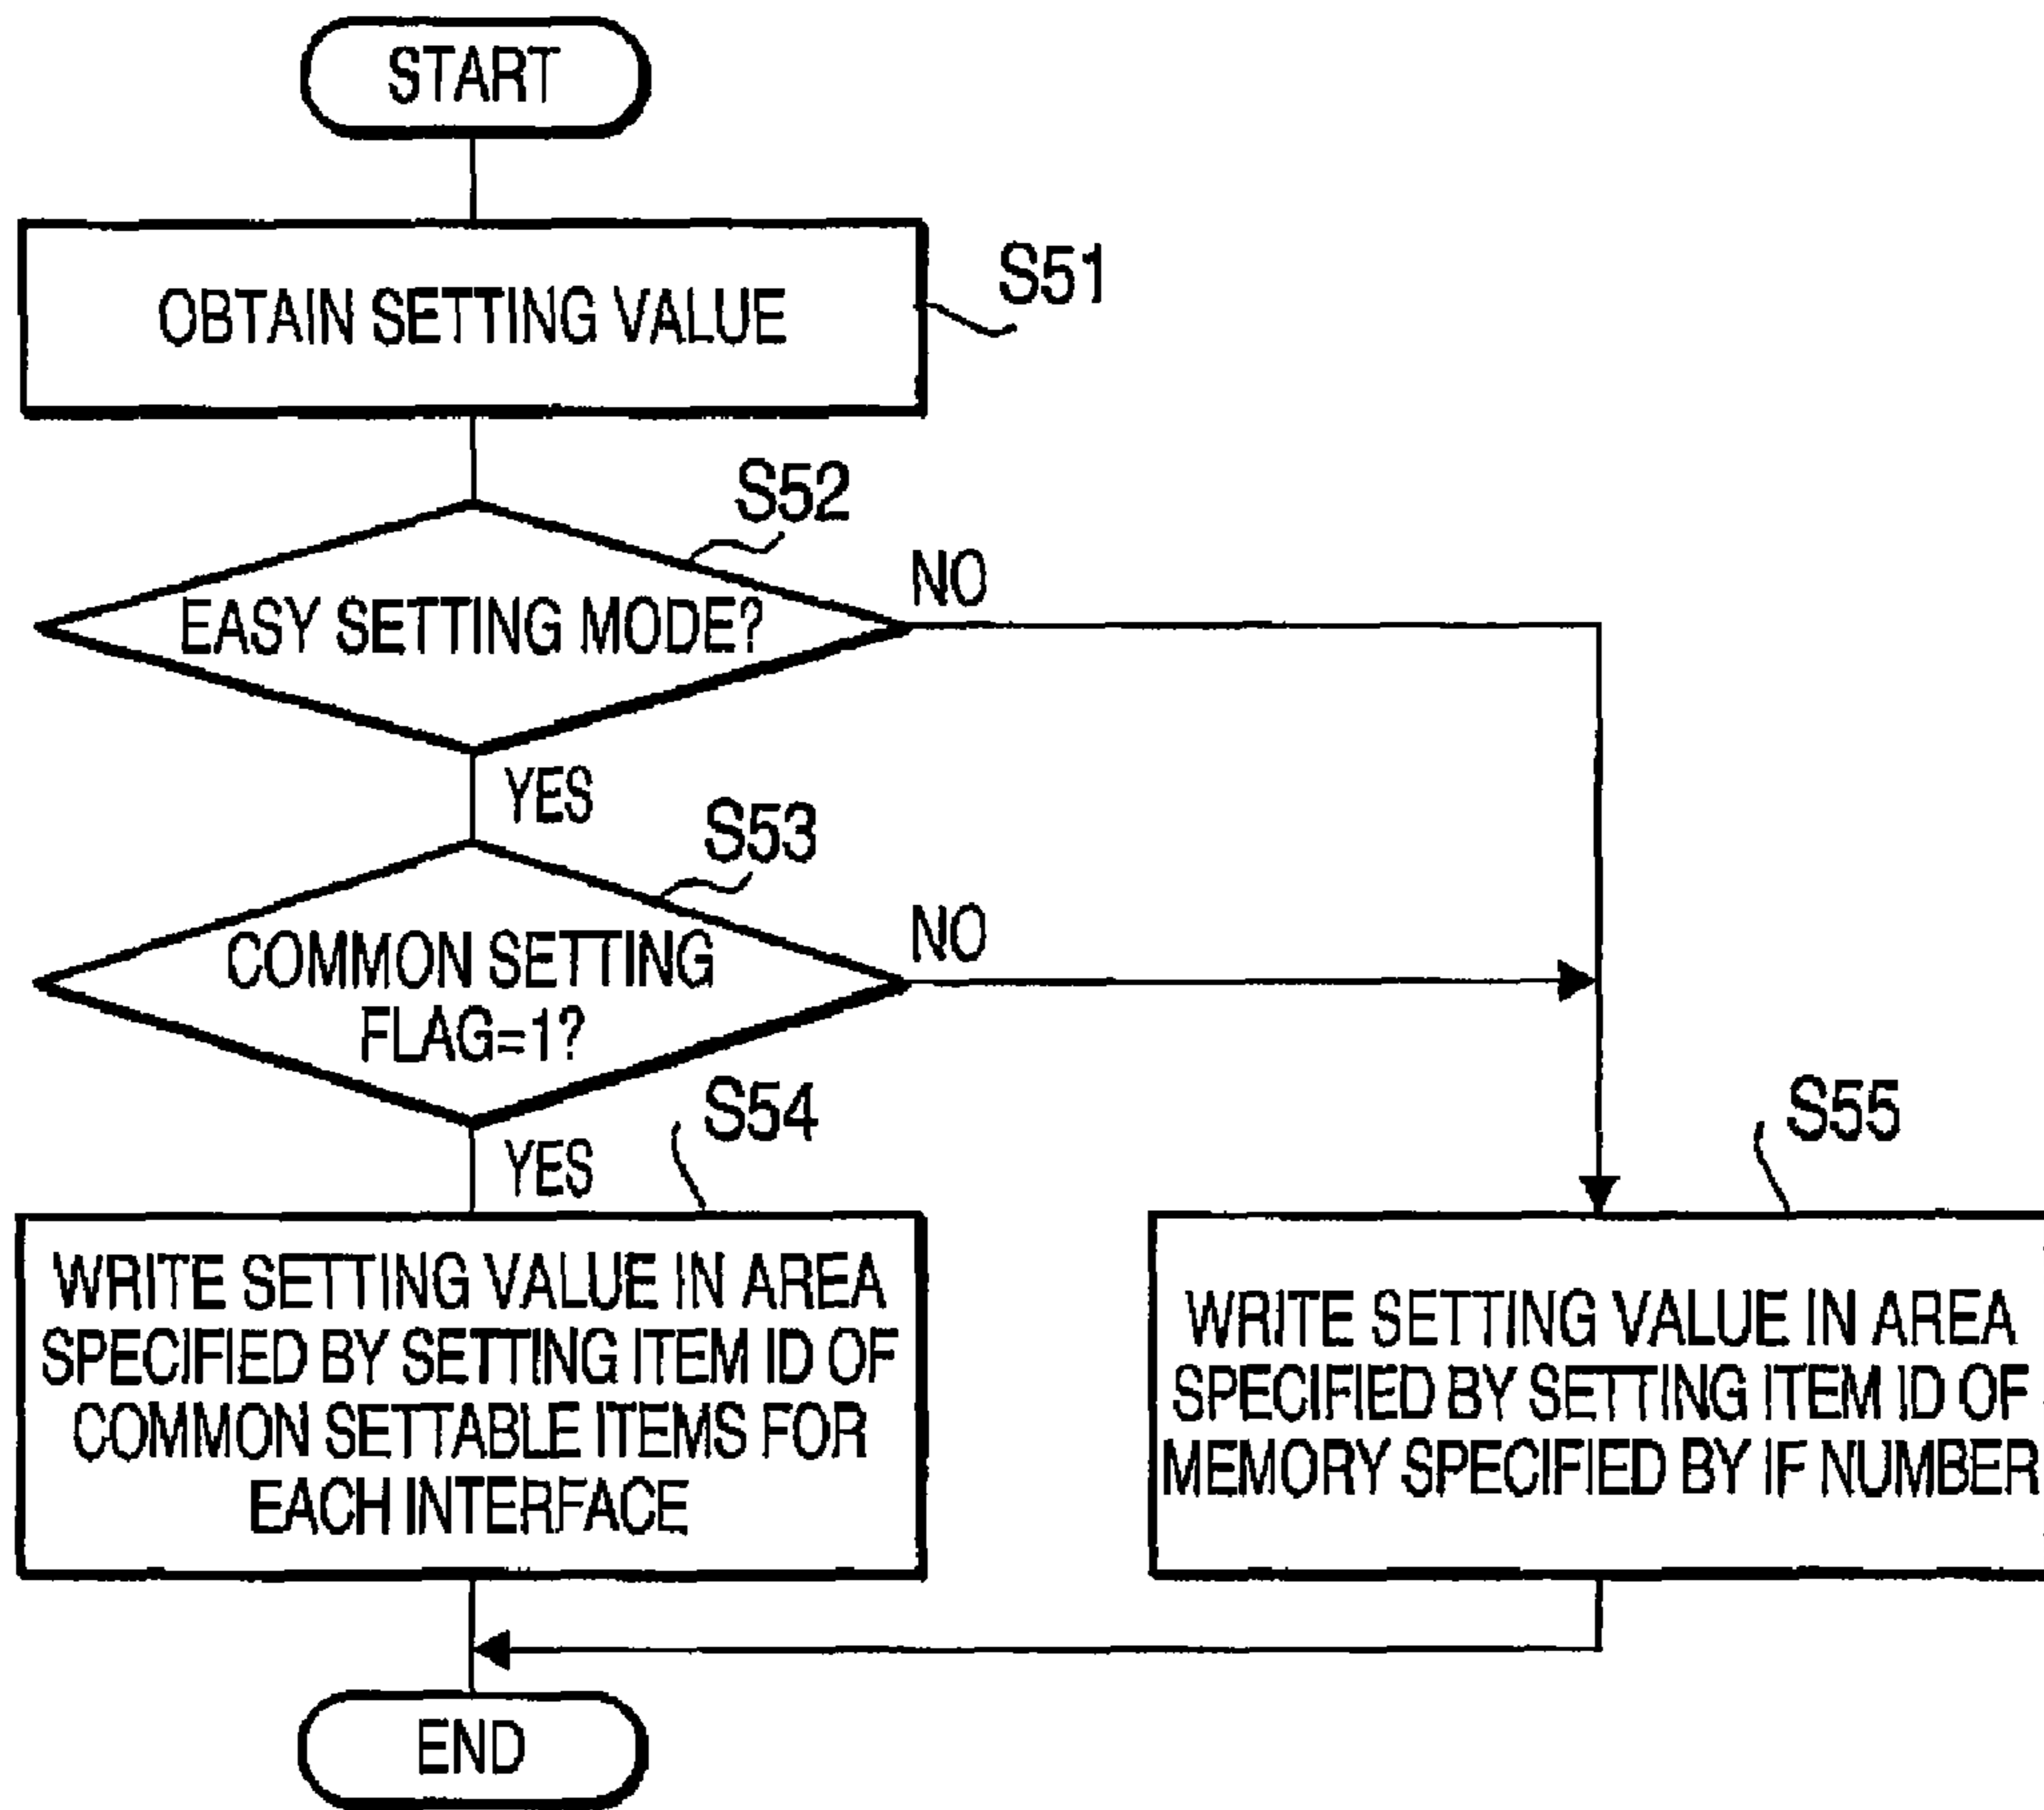 START
OBTAIN SETTING VALUE
S51
S52
EASY SETTING MODE?
NO
YES
S53
COMMON SETTING
FLAG=1?
NO
YES
S54
WRITE SETTING VALUE IN AREA
SPECIFIED BY SETTING ITEM ID OF
COMMON SETTABLE ITEMS FOR
EACH INTERFACE
S55
WRITE SETTING VALUE IN AREA
SPECIFIED BY SETTING ITEM ID OF
MEMORY SPECIFIED BY IF NUMBER
END